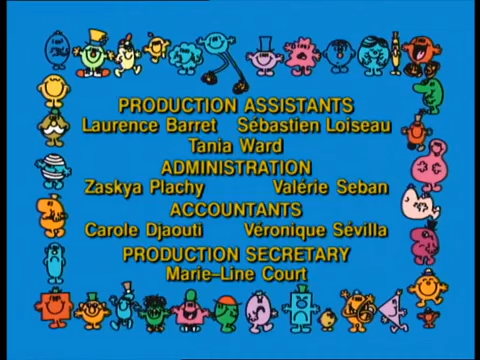 PRODUCTION ASSISTANTS
Laurence Barret Sébastien Loiseau
Tania Ward
ADMINISTRATION
Zaskya Plachy Valérie Seban
ACCOUNTANTS
Carole Djaouti Véronique Sévilla
PRODUCTION SECRETARY
Marie-Line Court